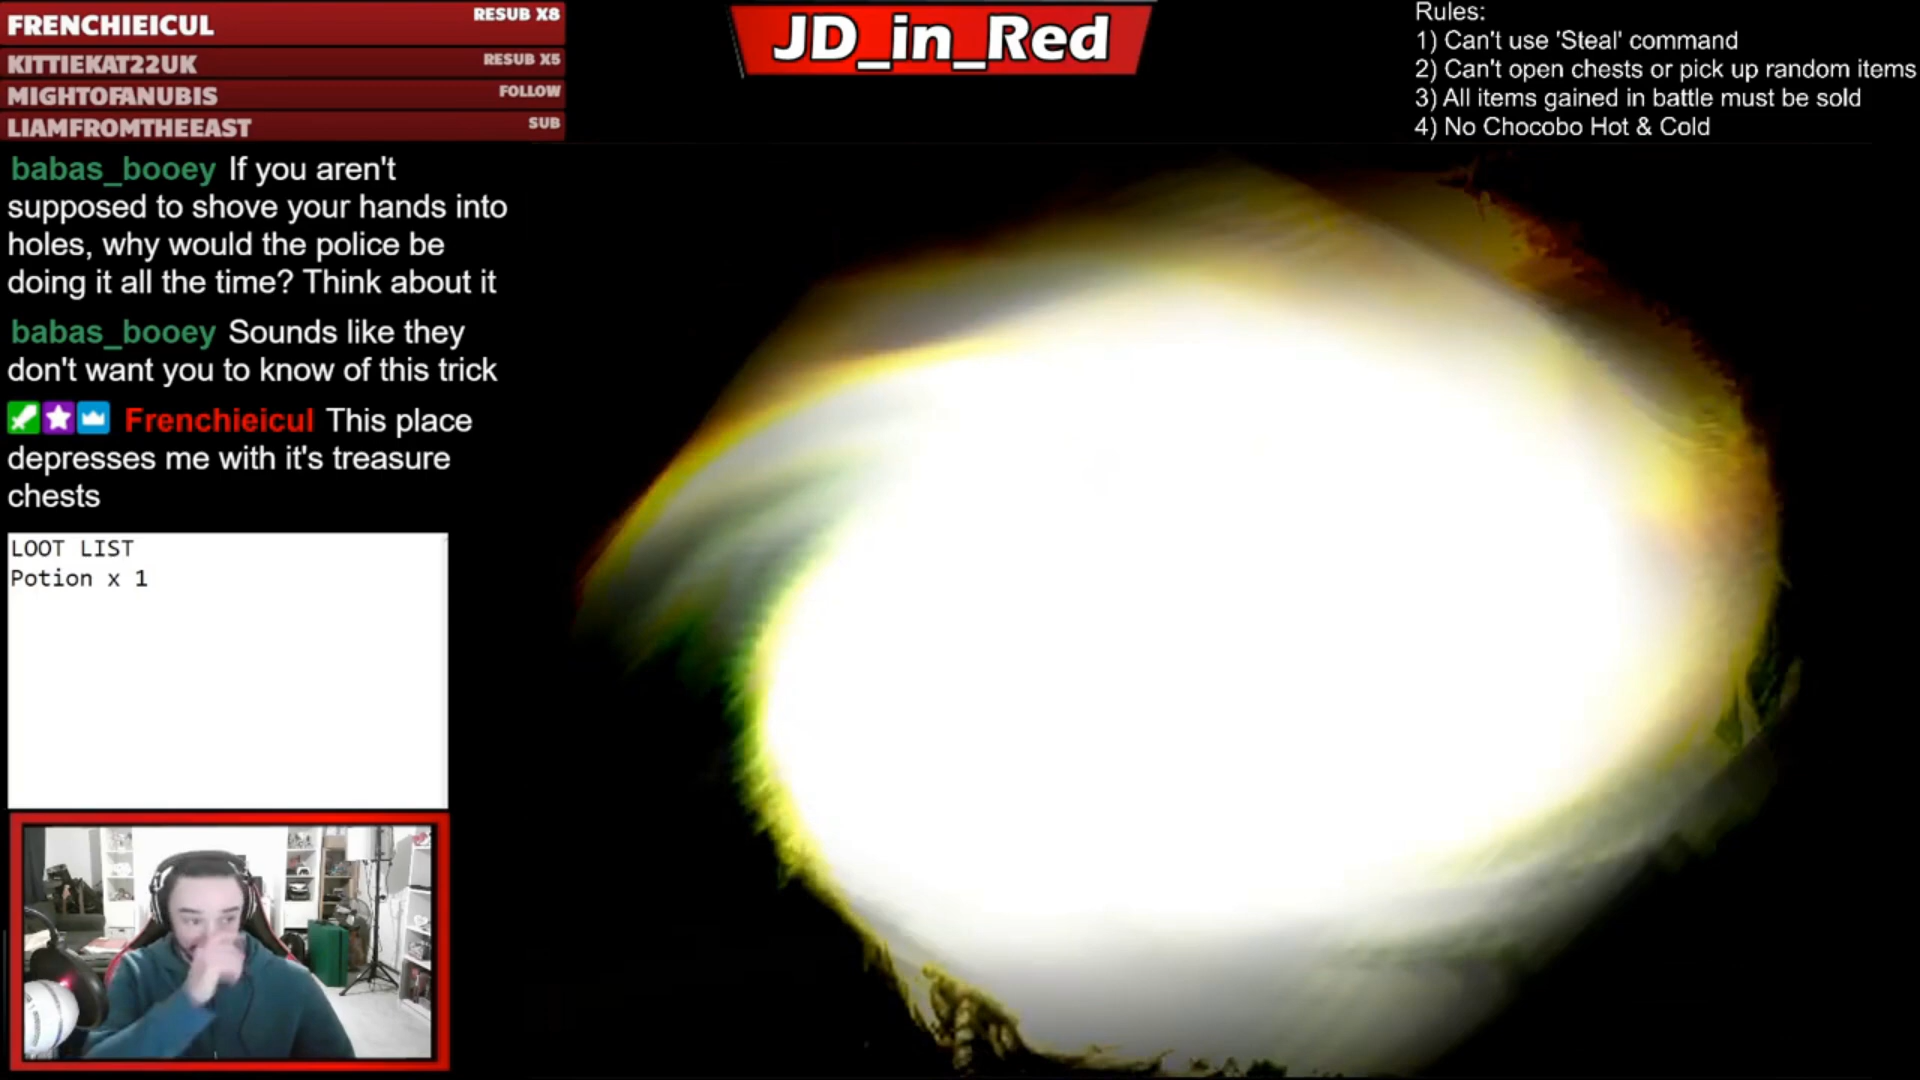 FRENCHIEICUL RESUB X8
KITTIEKAT22UK RESUB X5
MIGHTOFANUBIS FOLLOW
LIAMFROMTHEEAST SUB
JD_in_Red
Rules:
1) Can't use 'Steal' command
2) Can't open chests or pick up random items
3) All items gained in battle must be sold
4) No Chocobo Hot & Cold
babas_booey If you aren't
supposed to shove your hands into
holes, why would the police be
doing it all the time? Think about it
babas_booey Sounds like they
don't want you to know of this trick
Frenchieicul This place
depresses me with it's treasure
chests
LOOT LIST
Potion x 1